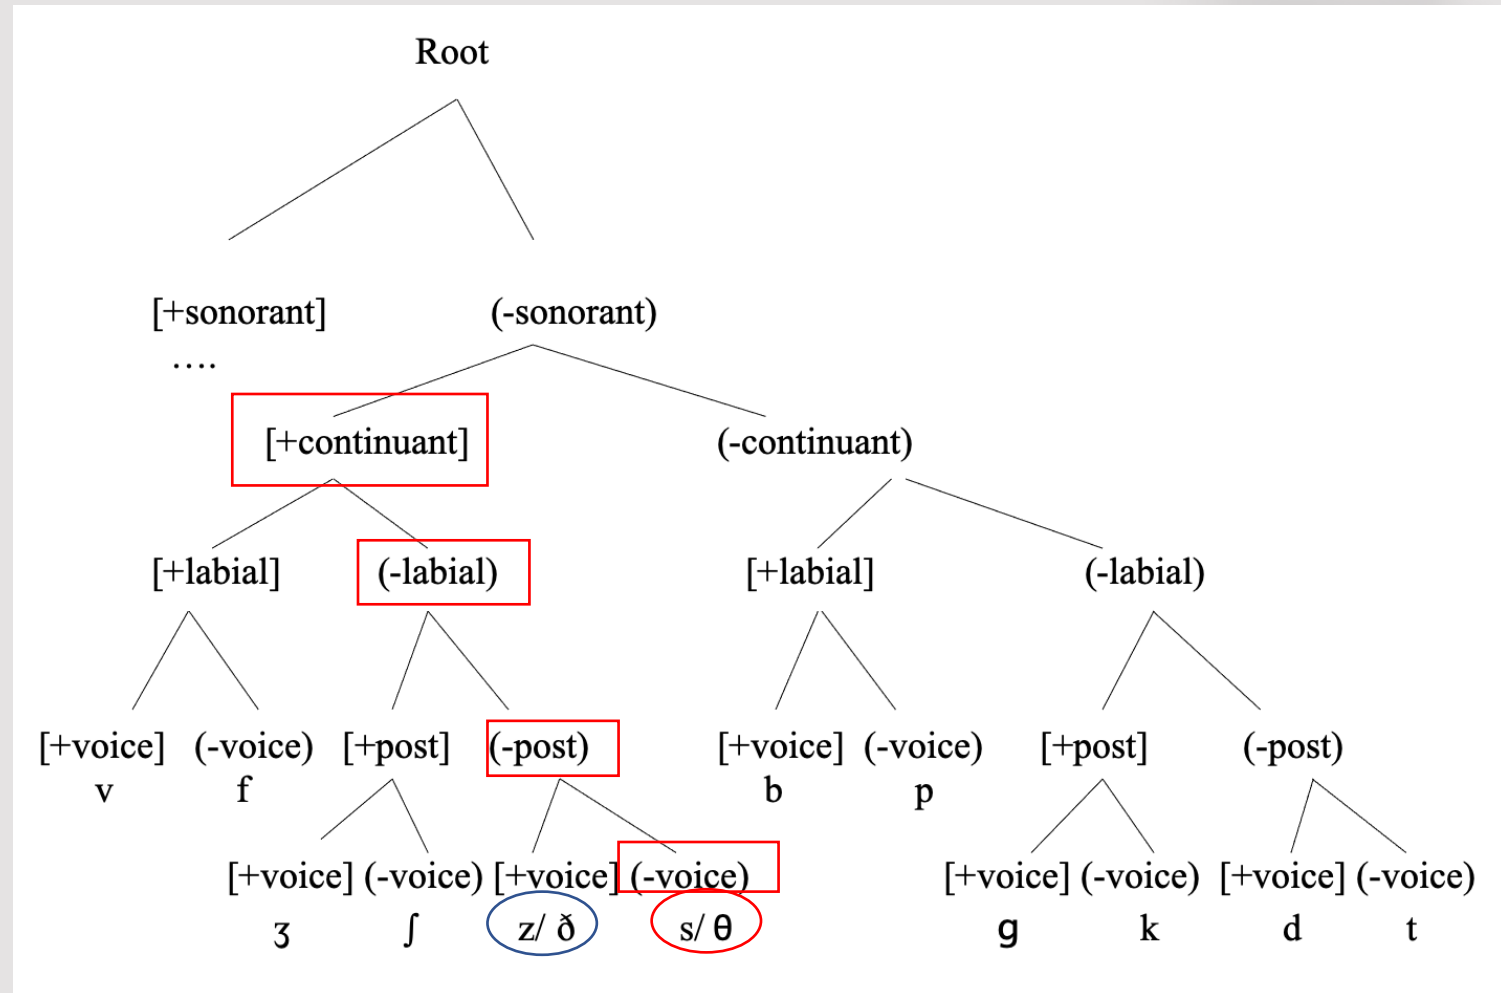 Root
[+sonorant] (-sonorant)
….
[+continuant] (-continuant)
[+labial] (-labial) [+labial] (-labial)
[+voice] (-voice) [+post] (-post) [+voice] (-voice) [+post] (-post)
v f b p
[+voice] (-voice) [+voice] (-voice) [+voice] (-voice) [+voice] (-voice)
ʒ ʃ z/ ð s/ θ g k d t